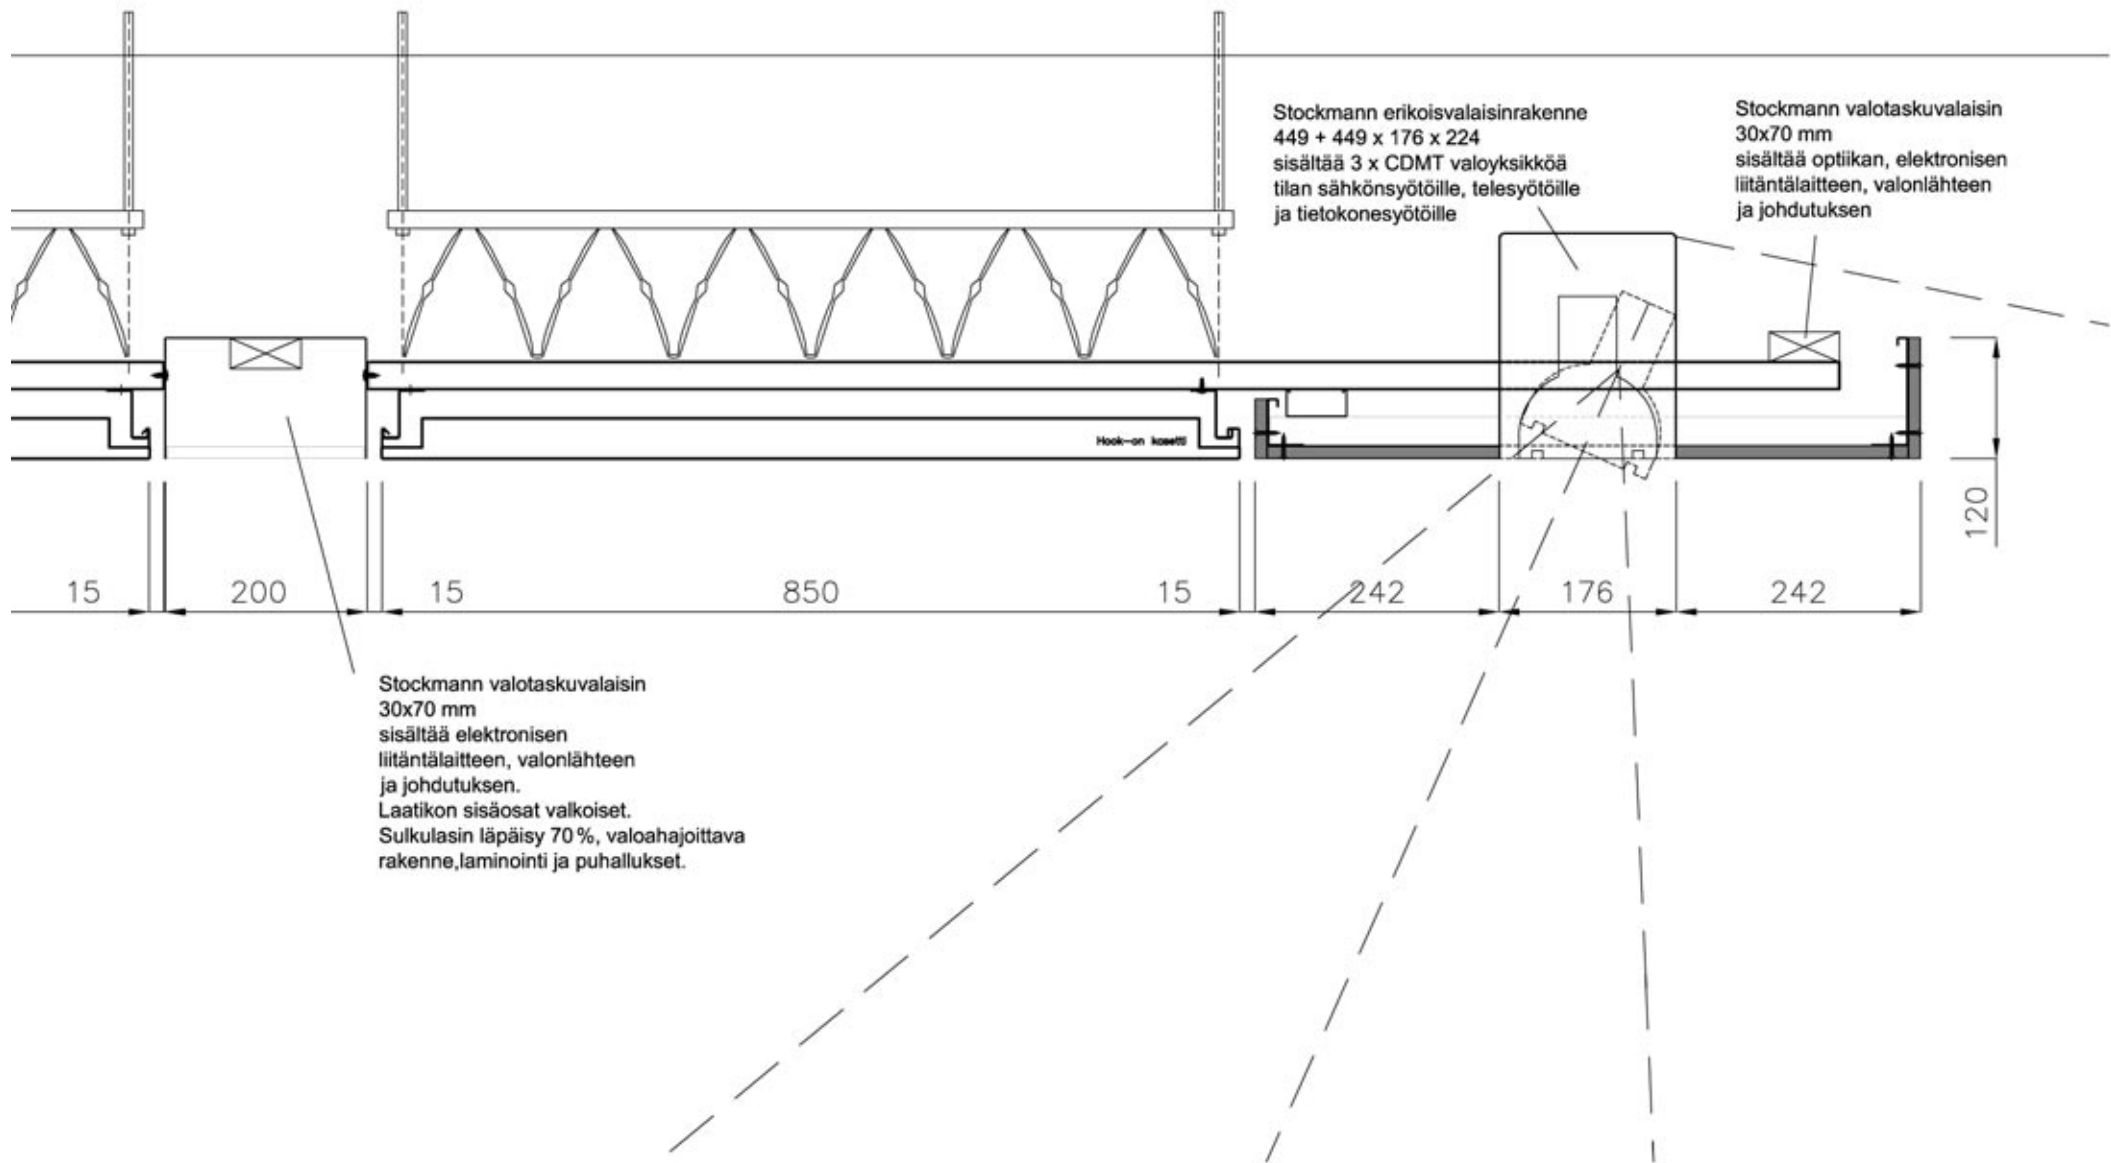 Stockmann erikoisvalaisinrakenne
449 + 449 x 176 x 224
sisältää 3 x CDMT valoyksikköä
tilan sähkönsyötöille, telesyötöille
ja tietokonesyötöille
Stockmann valotaskuvalaisin
30x70 mm
sisältää optiikan, elektronisen
liitäntälaitteen, valonlähteen
ja johdutuksen
Hook-on kasetti
120
15
200
15
850
15
242
176
242
Stockmann valotaskuvalaisin
30x70 mm
sisältää elektronisen
liitäntälaitteen, valonlähteen
ja johdutuksen.
Laatikon sisäosat valkoiset.
Sulkulasin läpäisy 70%, valoahajoittava
rakenne,laminointi ja puhallukset.